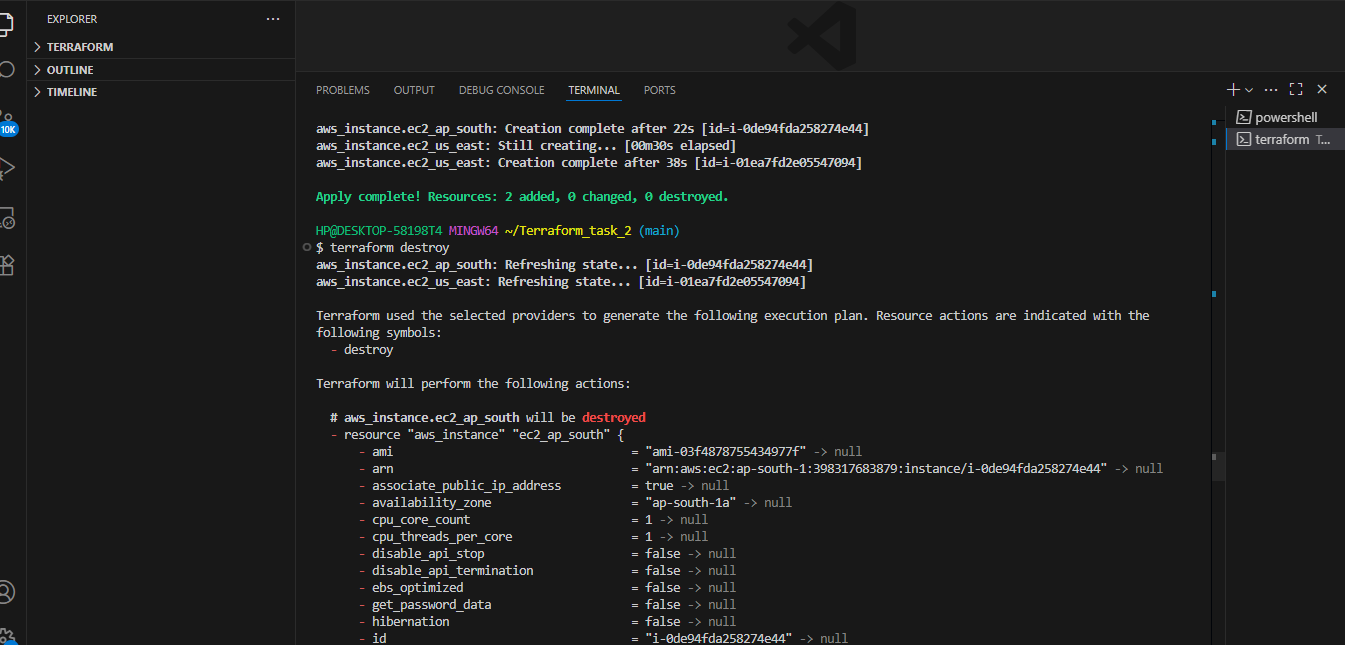 EXPLORER
TERRAFORM
OUTLINE
TIMELINE
10K
PROBLEMS OUTPUT DEBUG CONSOLE TERMINAL PORTS
powershell
terraform T...
aws_instance.ec2_ap_south: Creation complete after 22s [id=i-0de94fda258274e44]
aws_instance.ec2_us_east: Still creating... [00m30s elapsed]
aws_instance.ec2_us_east: Creation complete after 38s [id=i-01ea7fd2e05547094]
Apply complete! Resources: 2 added, 0 changed, 0 destroyed.
HP@DESKTOP-58198T4 MINGW64 ~/Terraform_task_2 (main)
$ terraform destroy
aws_instance.ec2_ap_south: Refreshing state... [id=i-0de94fda258274e44]
aws_instance.ec2_us_east: Refreshing state... [id=i-01ea7fd2e05547094]
Terraform used the selected providers to generate the following execution plan. Resource actions are indicated with the
following symbols:
- destroy
Terraform will perform the following actions:
# aws_instance.ec2_ap_south will be destroyed
- resource "aws_instance" "ec2_ap_south" {
- ami = "ami-03f4878755434977f" -> null
- arn = "arn:aws:ec2:ap-south-1:398317683879:instance/i-0de94fda258274e44" -> null
- associate_public_ip_address = true -> null
- availability_zone = "ap-south-1a" -> null
- cpu_core_count = 1 -> null
- cpu_threads_per_core = 1 -> null
- disable_api_stop = false -> null
- disable_api_termination = false -> null
- ebs_optimized = false -> null
- get_password_data = false -> null
- hibernation = false -> null
- id = "i-0de94fda258274e44" -> null